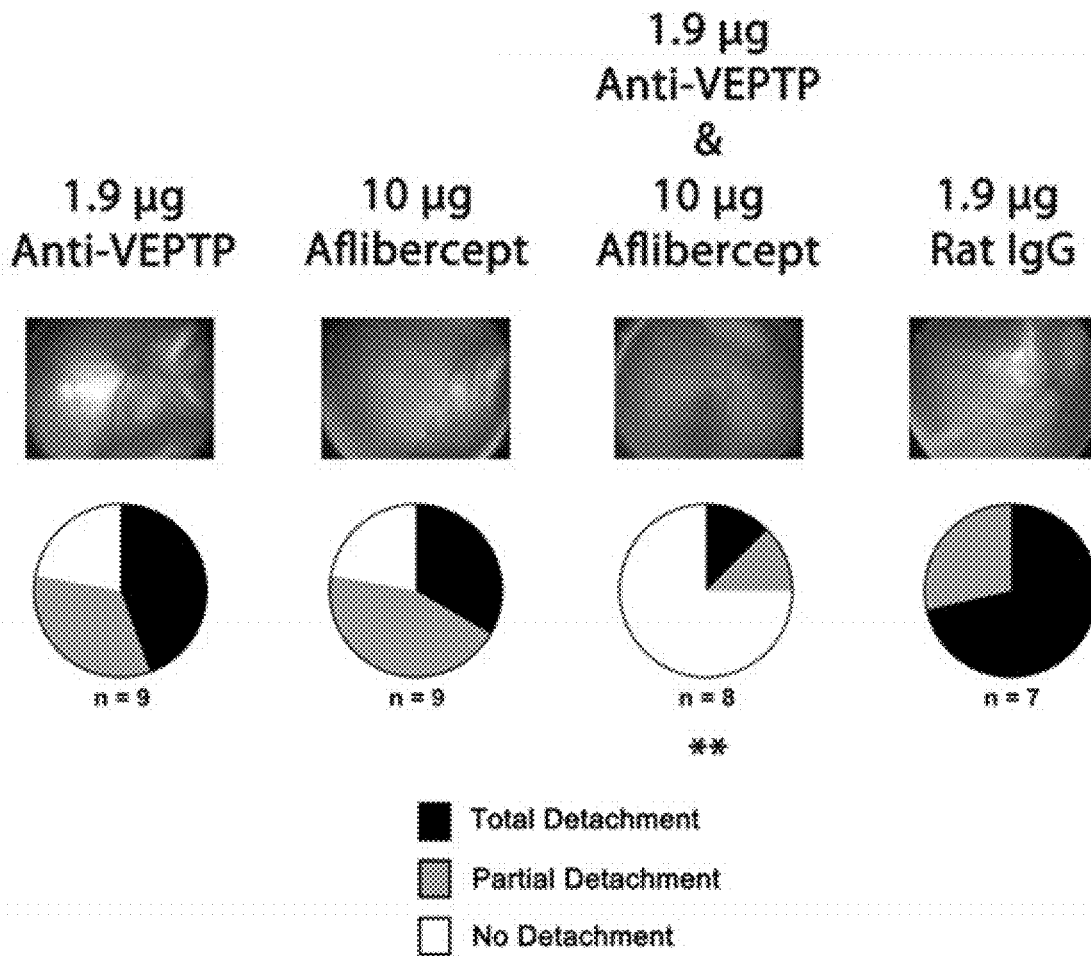 1.9 µg
Anti-VEPTP
10 µg
Aflibercept
1.9 µg
Anti-VEPTP
&
10 µg
Aflibercept
1.9 µg
Rat IgG
n = 9
n = 9
n = 8
n = 7
**
Total Detachment
Partial Detachment
No Detachment